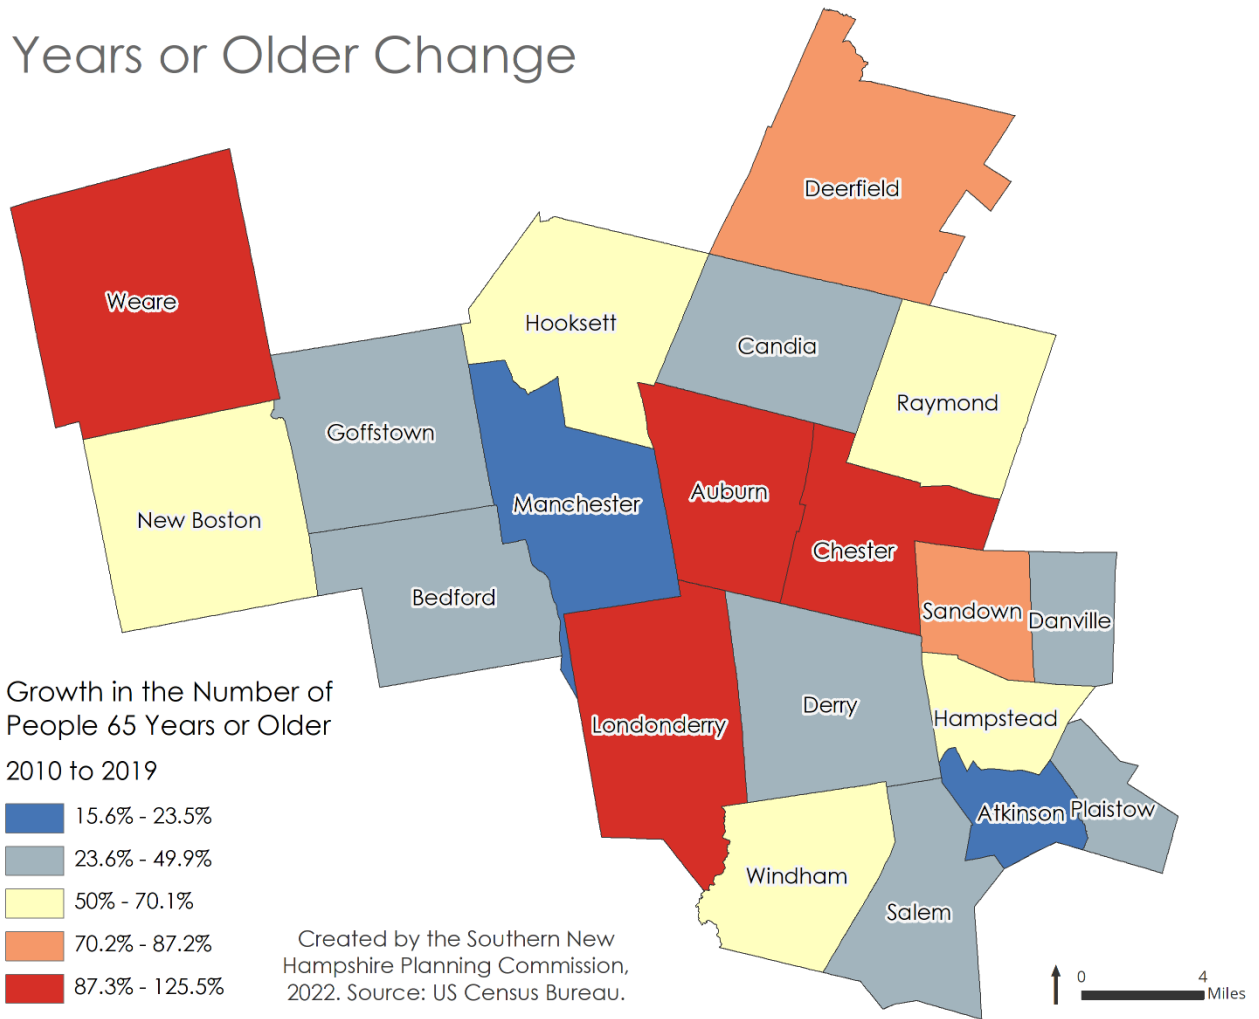 Years or Older Change
Deerfield
Weare
Hooksett
Candia
Raymond
Goffstown
Auburn
Manchester
New Boston
Chester
Bedford
Sandown
Danville
Derry
Hampstead
Londonderry
Atkinson
Plaistow
Windham
Salem
Growth in the Number of
People 65 Years or Older
2010 to 2019
15.6% - 23.5%
23.6% - 49.9%
50% - 70.1%
70.2% - 87.2%
87.3% - 125.5%
Created by the Southern New
Hampshire Planning Commission,
2022. Source: US Census Bureau.
0 4
Miles